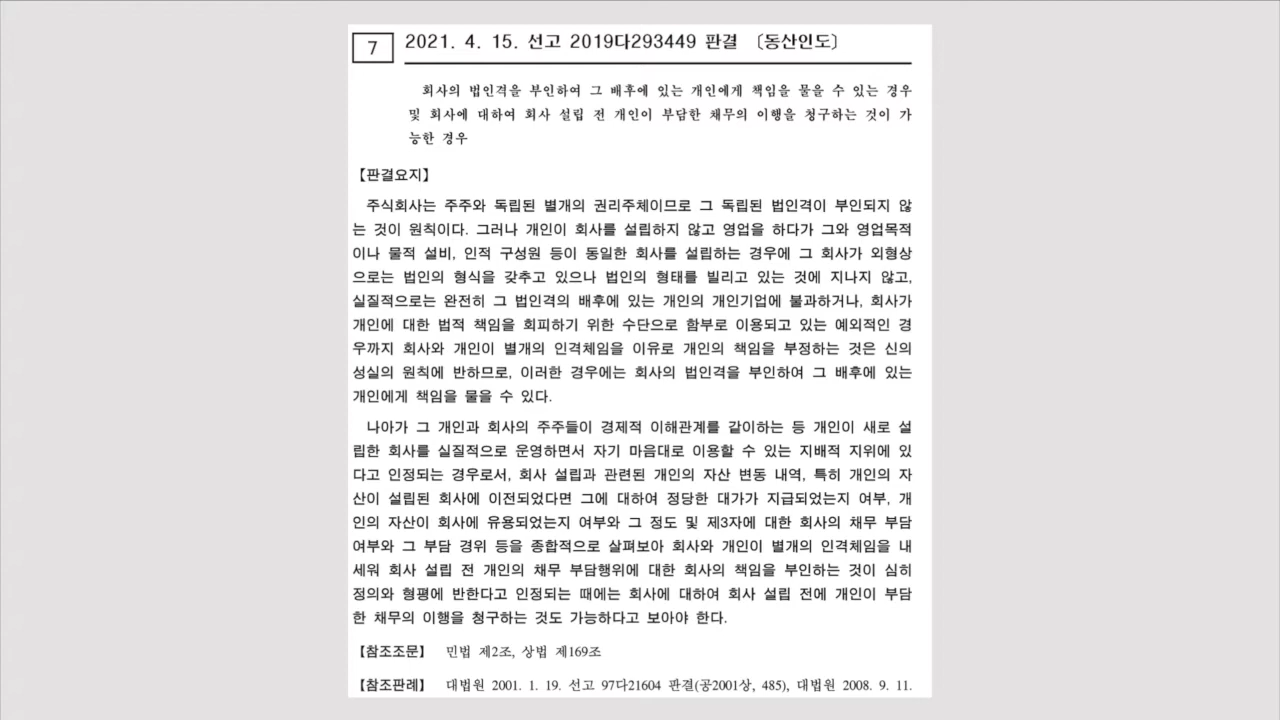 7
2021. 4. 15. 선고 2019다293449 판결 〔동산인도〕
회사의 법인격을 부인하여 그 배후에 있는 개인에게 책임을 물을 수 있는 경우
및 회사에 대하여 회사 설립 전 개인이 부담한 채무의 이행을 청구하는 것이 가
능한 경우
【판결요지】
주식회사는 주주와 독립된 별개의 권리주체이므로 그 독립된 법인격이 부인되지 않
는 것이 원칙이다. 그러나 개인이 회사를 설립하지 않고 영업을 하다가 그와 영업목적
이나 물적 설비, 인적 구성원 등이 동일한 회사를 설립하는 경우에 그 회사가 외형상
으로는 법인의 형식을 갖추고 있으나 법인의 형태를 빌리고 있는 것에 지나지 않고,
실질적으로는 완전히 그 법인격의 배후에 있는 개인의 개인기업에 불과하거나, 회사가
개인에 대한 법적 책임을 회피하기 위한 수단으로 함부로 이용되고 있는 예외적인 경
우까지 회사와 개인이 별개의 인격체임을 이유로 개인의 책임을 부정하는 것은 신의
성실의 원칙에 반하므로, 이러한 경우에는 회사의 법인격을 부인하여 그 배후에 있는
개인에게 책임을 물을 수 있다.
나아가 그 개인과 회사의 주주들이 경제적 이해관계를 같이하는 등 개인이 새로 설
립한 회사를 실질적으로 운영하면서 자기 마음대로 이용할 수 있는 지배적 지위에 있
다고 인정되는 경우로서, 회사 설립과 관련된 개인의 자산 변동 내역, 특히 개인의 자
산이 설립된 회사에 이전되었다면 그에 대하여 정당한 대가가 지급되었는지 여부, 개
인의 자산이 회사에 유용되었는지 여부와 그 정도 및 제3자에 대한 회사의 채무 부담
여부와 그 부담 경위 등을 종합적으로 살펴보아 회사와 개인이 별개의 인격체임을 내
세워 회사 설립 전 개인의 채무 부담행위에 대한 회사의 책임을 부인하는 것이 심히
정의와 형평에 반한다고 인정되는 때에는 회사에 대하여 회사 설립 전에 개인이 부담
한 채무의 이행을 청구하는 것도 가능하다고 보아야 한다.
【참조조문】 민법 제2조, 상법 제169조
【참조판례】 대법원 2001. 1. 19. 선고 97다21604 판결(공2001상, 485), 대법원 2008. 9. 11.